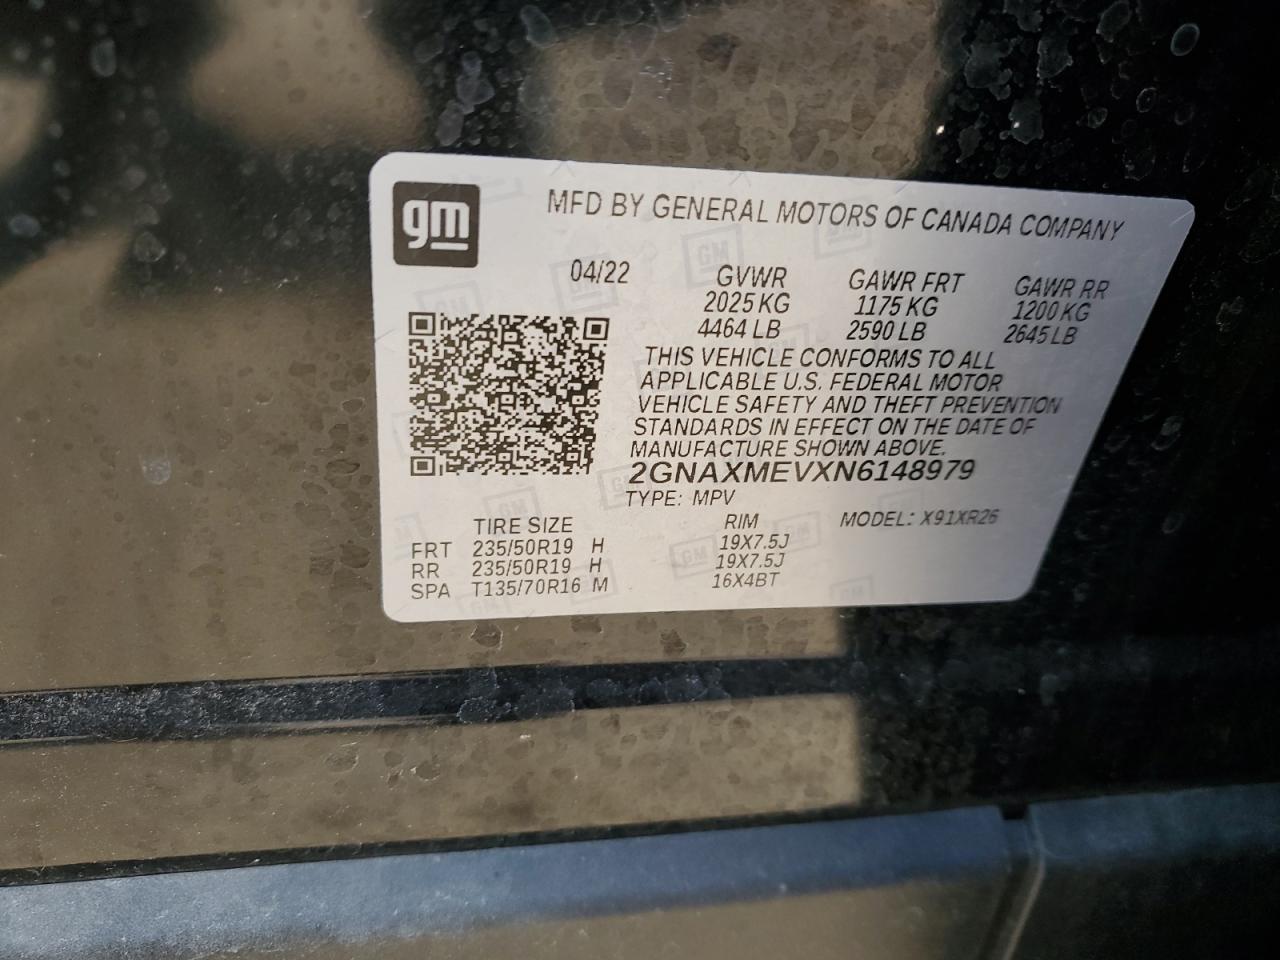 gm
MFD BY GENERAL MOTORS OF CANADA COMPANY
04/22 GVWR GAWR FRT GAWR RR
2025 KG 1175 KG 1200 KG
4464 LB 2590 LB 2645 LB
THIS VEHICLE CONFORMS TO ALL
APPLICABLE U.S. FEDERAL MOTOR
VEHICLE SAFETY AND THEFT PREVENTION
STANDARDS IN EFFECT ON THE DATE OF
MANUFACTURE SHOWN ABOVE.
2GNAXMEVXN6148979
TYPE: MPV
TIRE SIZE RIM MODEL: X91XR26
FRT 235/50R19 H 19X7.5J
RR 235/50R19 H 19X7.5J
SPA T135/70R16 M 16X4BT